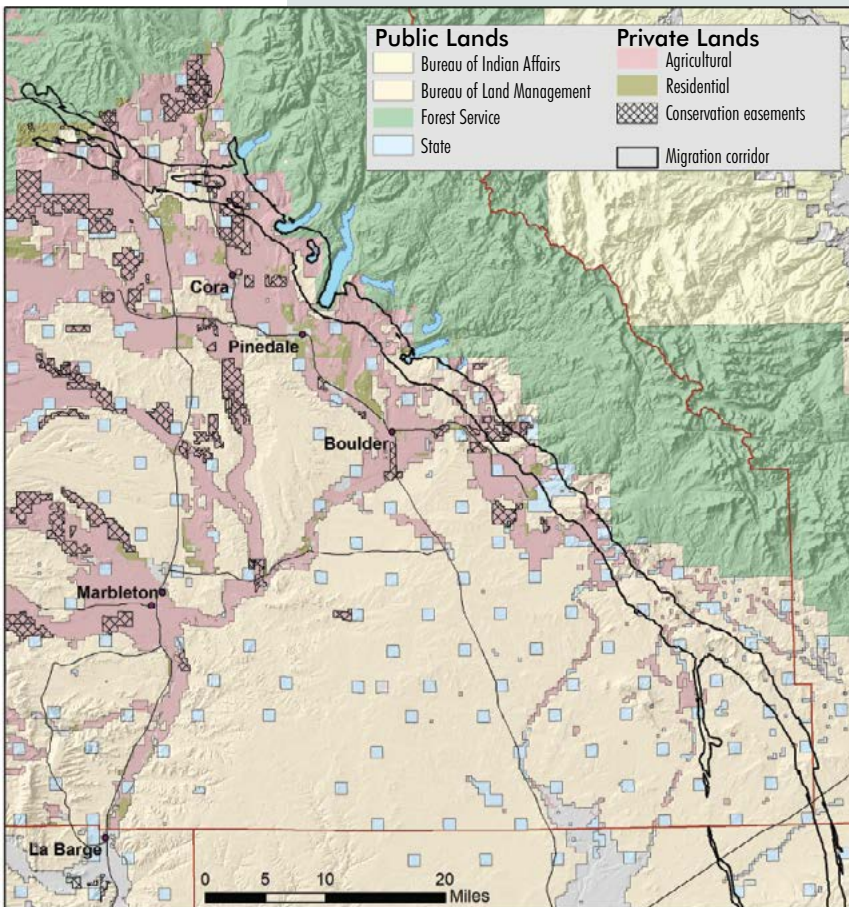 Public Lands
Bureau of Indian Affairs
Bureau of Land Management
Forest Service
State
Private Lands
Agricultural
Residential
Conservation easements
Migration corridor
Cora
Pinedale
Boulder
Marbleton
La Barge
0 5 10 20
Miles